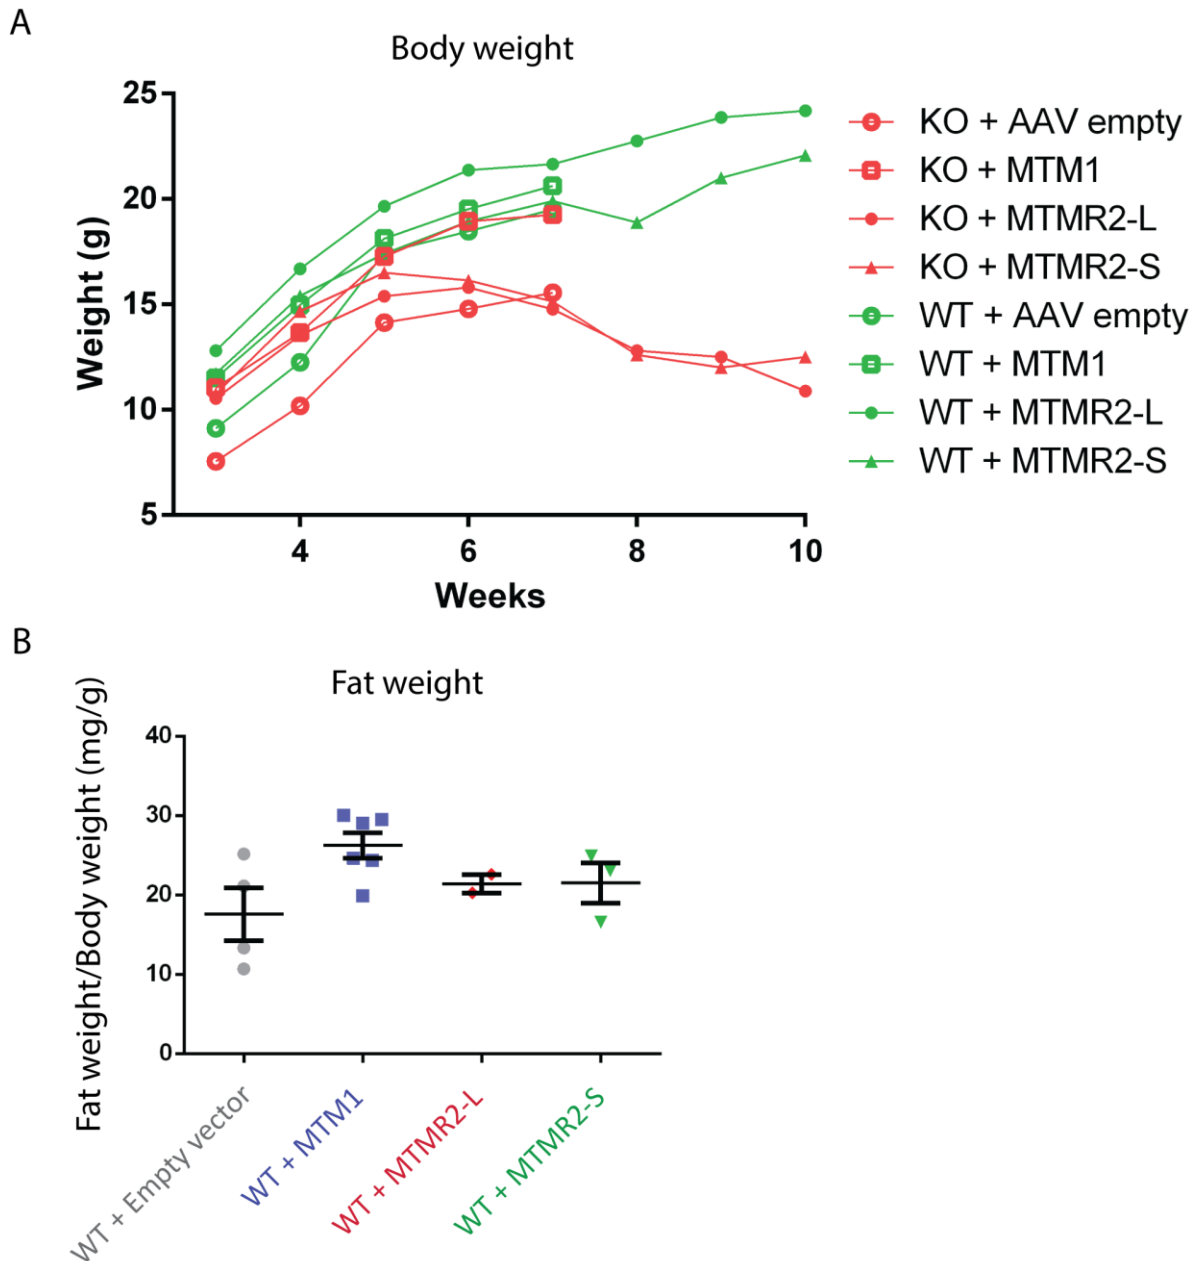 A
Body weight
25
20
15
10
5
Weight (g)
4 6 8 10
Weeks
KO + AAV empty
KO + MTM1
KO + MTMR2-L
KO + MTMR2-S
WT + AAV empty
WT + MTM1
WT + MTMR2-L
WT + MTMR2-S
B
Fat weight
Fat weight/Body weight (mg/g)
40
30
20
10
0
WT + Empty vector
WT + MTM1
WT + MTMR2-L
WT + MTMR2-S